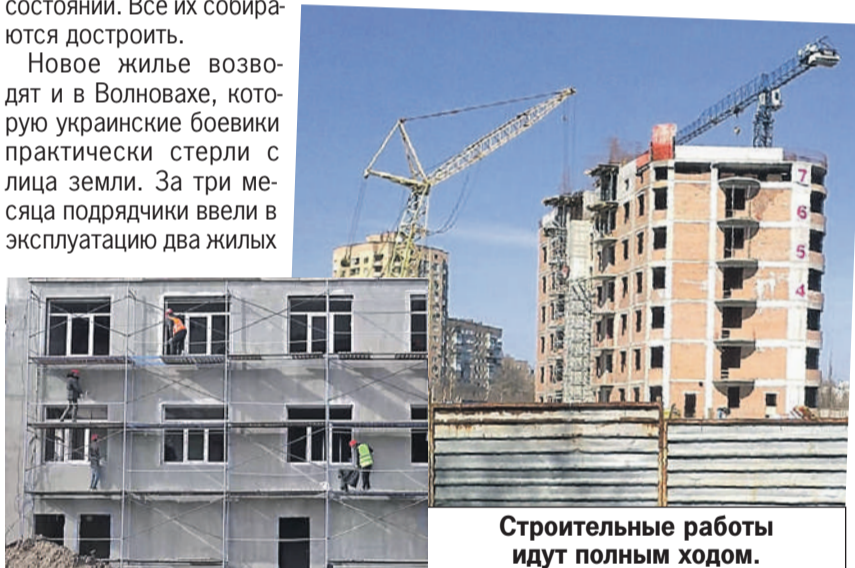 состоянии. Все их собира-
ются достроить.
Новое жилье возво-
дят и в Волновахе, кото-
рую украинские боевики
практически стерли с
лица земли. За три ме-
сяца подрядчики ввели в
эксплуатацию два жилых
7
6
5
4
Строительные работы
идут полным ходом.